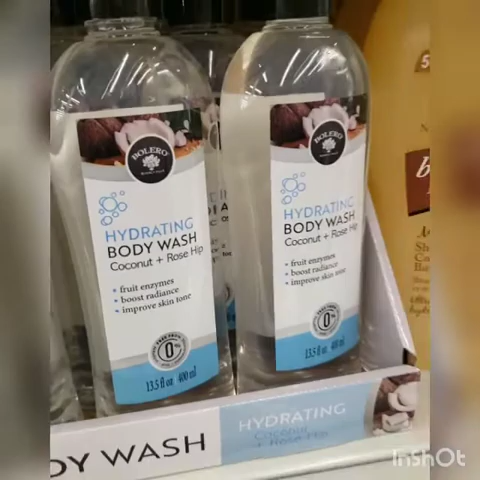 BOLERO
HYDRATING
BODY WASH
Coconut + Rose Hip
• fruit enzymes
• boost radiance
• improve skin tone
0%
13.5 fl oz 400 ml
BOLERO
HYDRATING
BODY WASH
Coconut + Rose Hip
• fruit enzymes
• boost radiance
• improve skin tone
0%
13.5 fl oz 400 ml
DY WASH
HYDRATING
Coconut
+ Rose Hip
InShOt